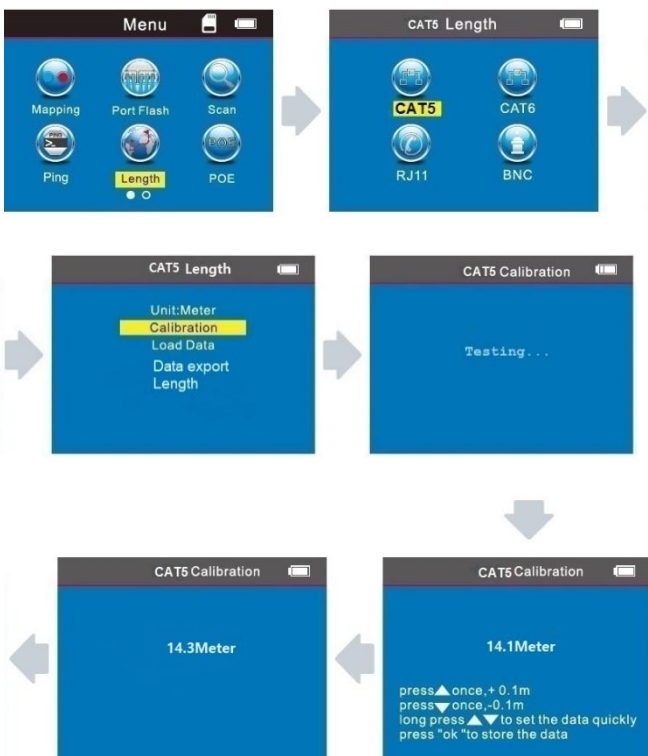 Menu
Mapping Port Flash Scan
PING
Ping Length POE
CAT5 Length
CAT5 CAT6
RJ11 BNC
CAT5 Length
Unit:Meter
Calibration
Load Data
Data export
Length
CAT5 Calibration
Testing...
CAT5 Calibration
14.3Meter
CAT5 Calibration
14.1Meter
press▲once,+0.1m
press▼once,-0.1m
long press▲▼to set the data quickly
press "ok "to store the data